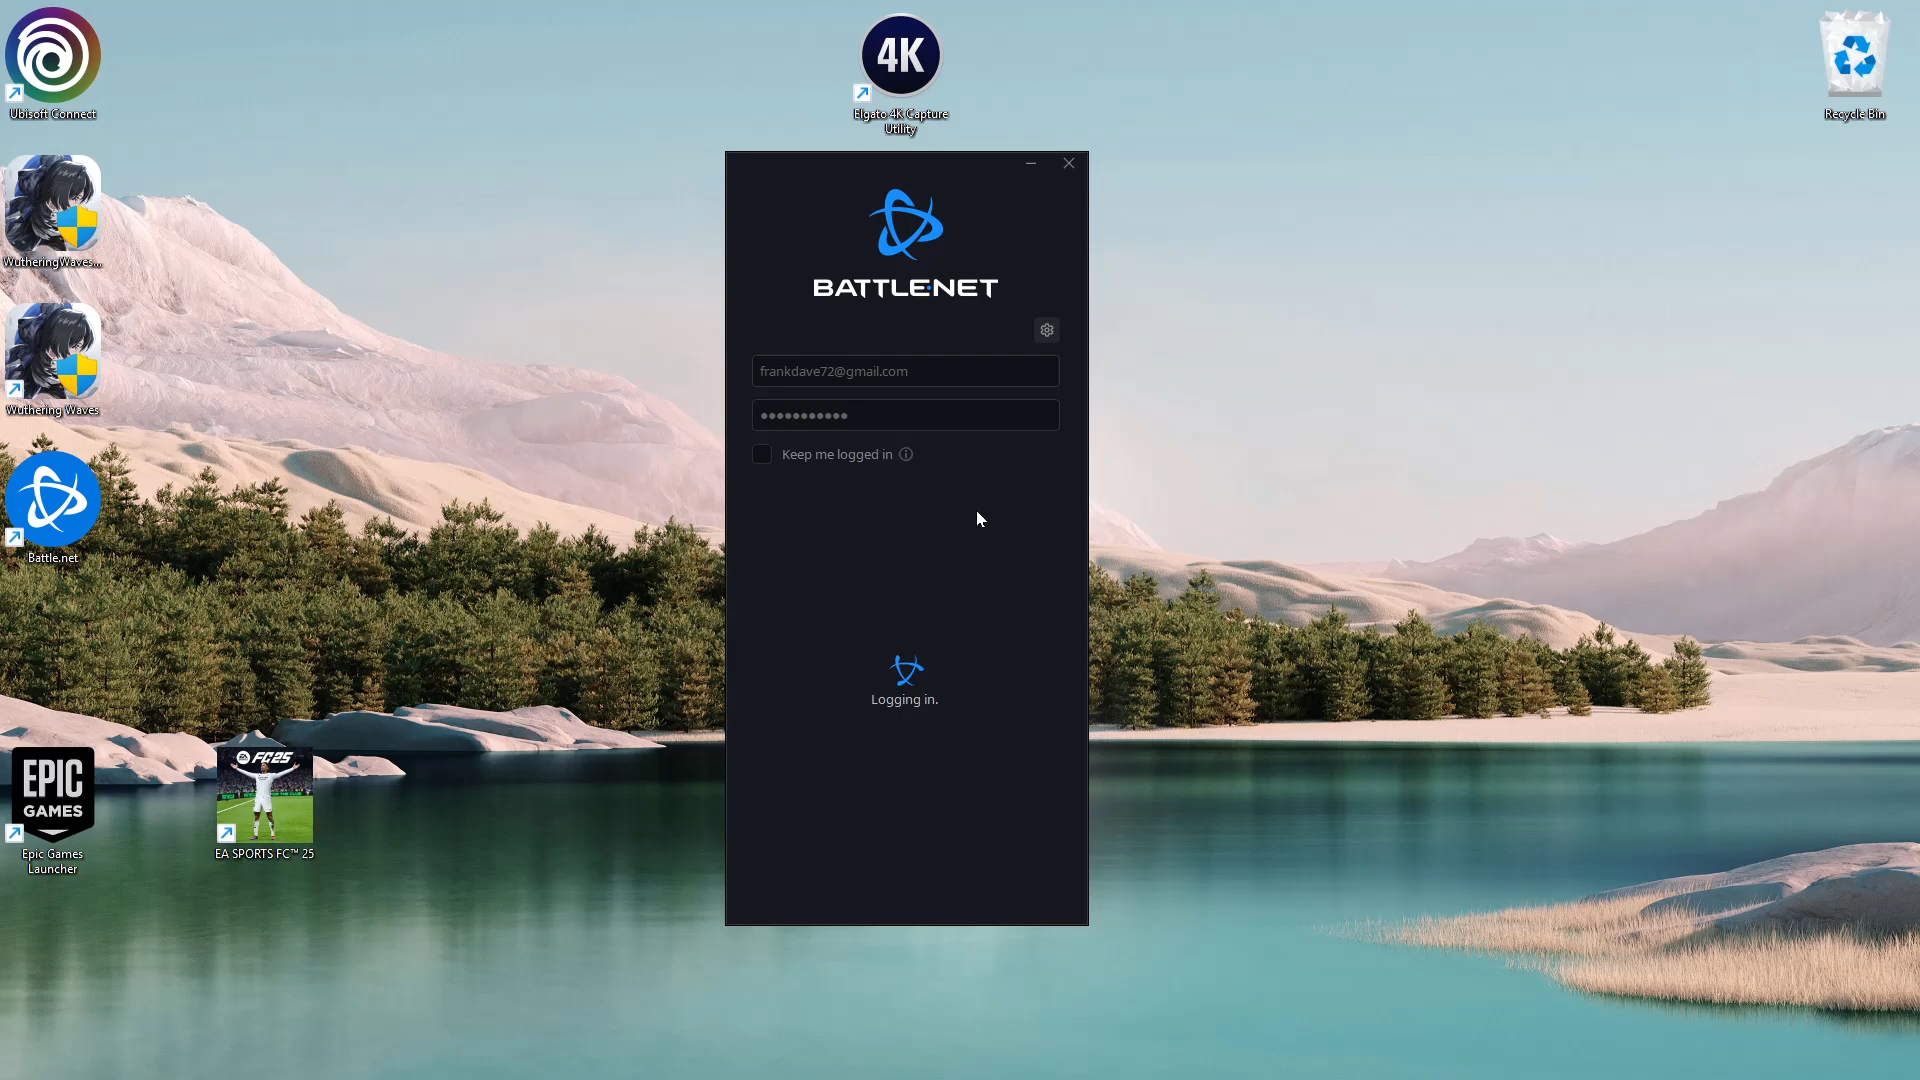 Ubisoft Connect
4K
Elgato 4K Capture
Utility
Recycle Bin
WutheringWaves...
Wuthering Waves
Battle.net
EPIC
GAMES
Epic Games
Launcher
FC25
EA SPORTS FC™ 25
BATTLE.NET
frankdave72@gmail.com
●●●●●●●●●●●
Keep me logged in
Logging in.